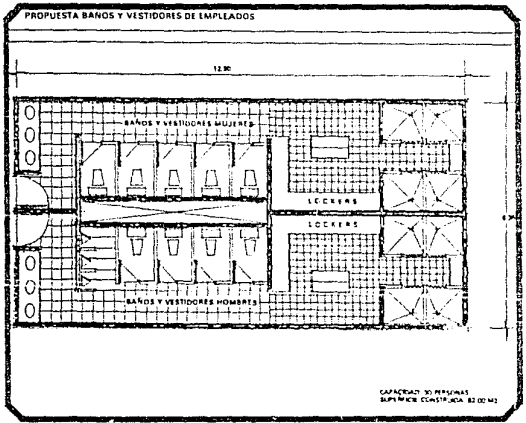 PROPUESTA BAÑOS Y VESTIDORES DE EMPLEADOS
12.90
BAÑOS Y VESTIDORES MUJERES
LOCKERS
LOCKERS
BAÑOS Y VESTIDORES HOMBRES
CAPACIDAD: 30 PERSONAS
SUPERFICIE CONSTRUIDA 82.00 M2